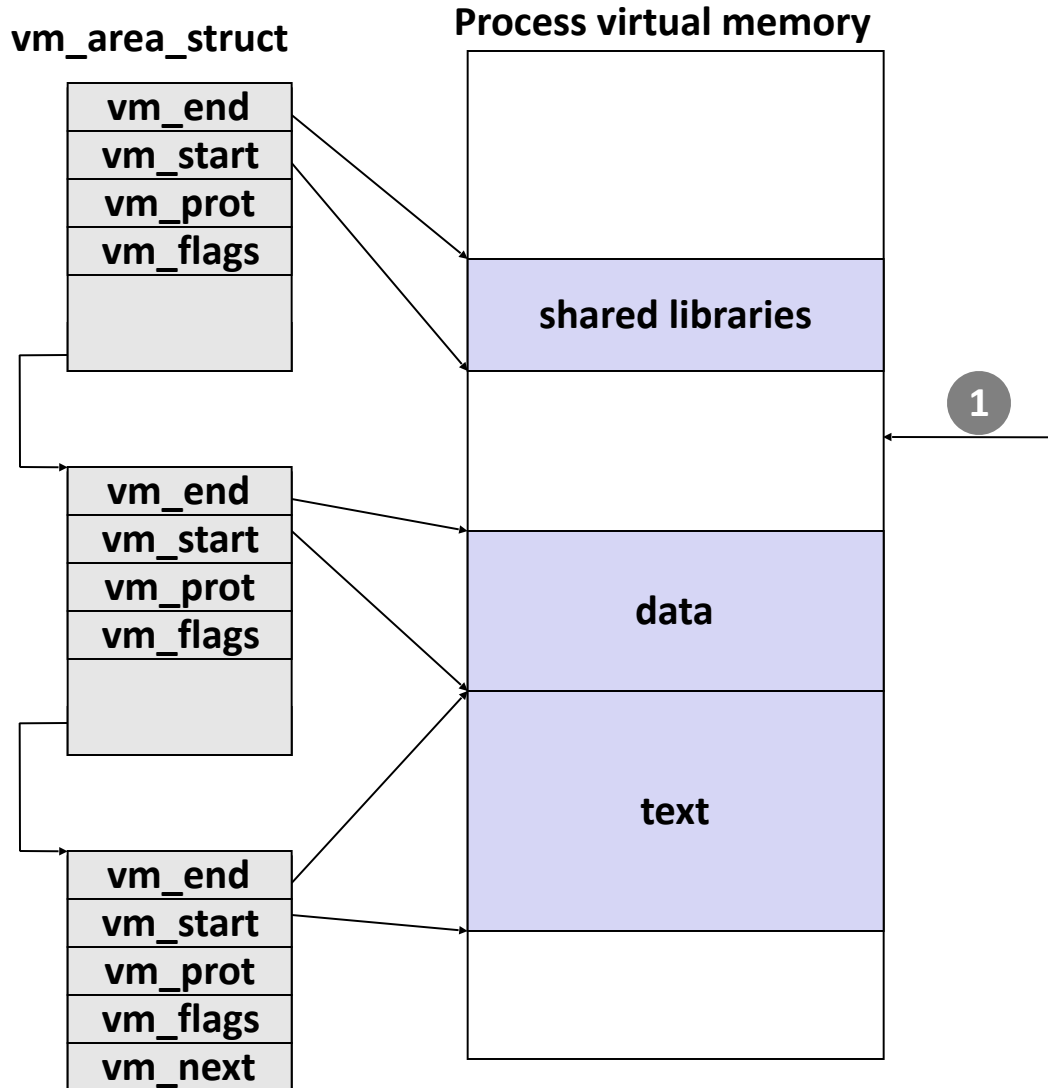 Process virtual memory
vm_area_struct
vm_end
vm_start
vm_prot
vm_flags
shared libraries
1
vm_end
vm_start
vm_prot
vm_flags
data
text
vm_end
vm_start
vm_prot
vm_flags
vm_next